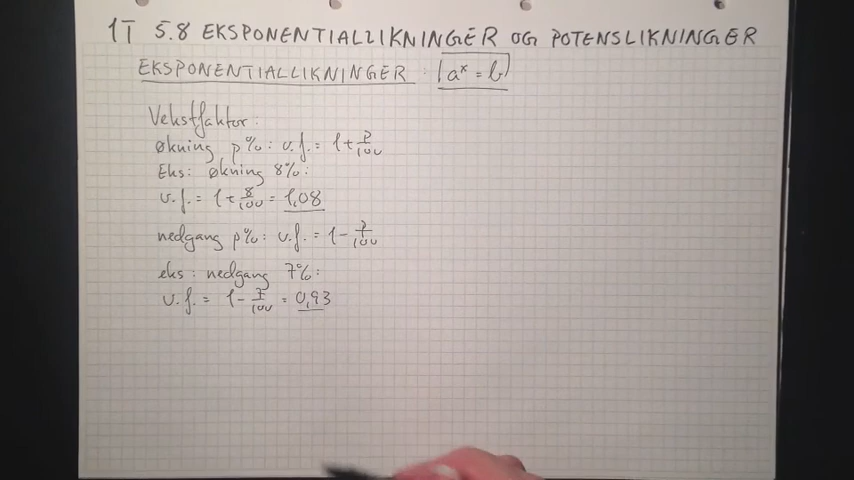 1T 5.8 EKSPONENTIALLIKNINGER OG POTENSLIKNINGER
EKSPONENTIALLIKNINGER : a^x = b
Vekstfaktor:
økning p%: v.f. = 1 + p/100
Eks: økning 8%:
v.f. = 1 + 8/100 = 1,08
nedgang p%: v.f. = 1 - p/100
eks: nedgang 7%:
v.f. = 1 - 7/100 = 0,93